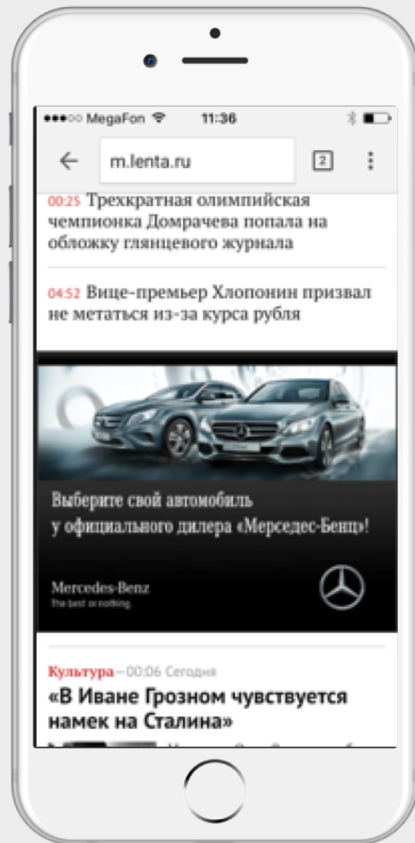 MegaFon 11:36
m.lenta.ru 2
00:25 Трехкратная олимпийская
чемпионка Домрачева попала на
обложку глянцевого журнала
04:52 Вице-премьер Хлопонин призвал
не метаться из-за курса рубля
Выберите свой автомобиль
у официального дилера «Мерседес-Бенц»!
Mercedes-Benz
The best or nothing.
Культура—00:06 Сегодня
«В Иване Грозном чувствуется
намек на Сталина»